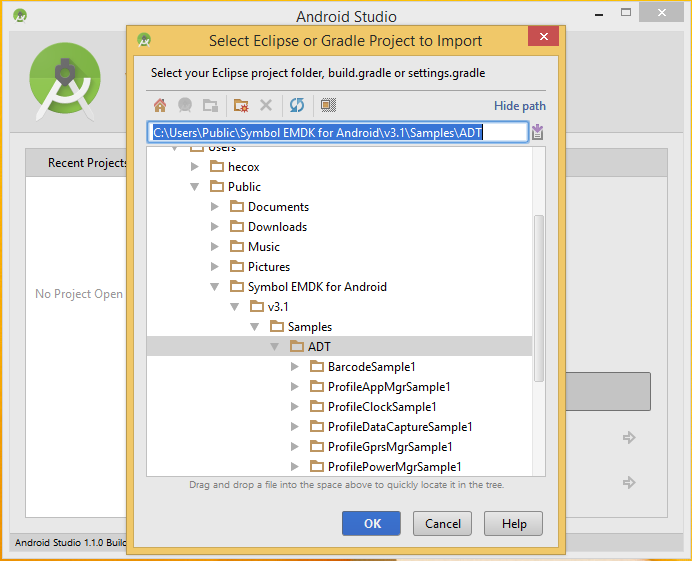 Android Studio
Select Eclipse or Gradle Project to Import
Select your Eclipse project folder, build.gradle or settings.gradle
Hide path
C:\Users\Public\Symbol EMDK for Android\v3.1\Samples\ADT
Recent Projects
Users
hecox
Public
Documents
Downloads
Music
Pictures
No Project Open
Symbol EMDK for Android
v3.1
Samples
ADT
BarcodeSample1
ProfileAppMgrSample1
ProfileClockSample1
ProfileDataCaptureSample1
ProfileGprsMgrSample1
ProfilePowerMgrSample1
Drag and drop a file into the space above to quickly locate it in the tree.
OK Cancel Help
Android Studio 1.1.0 Build